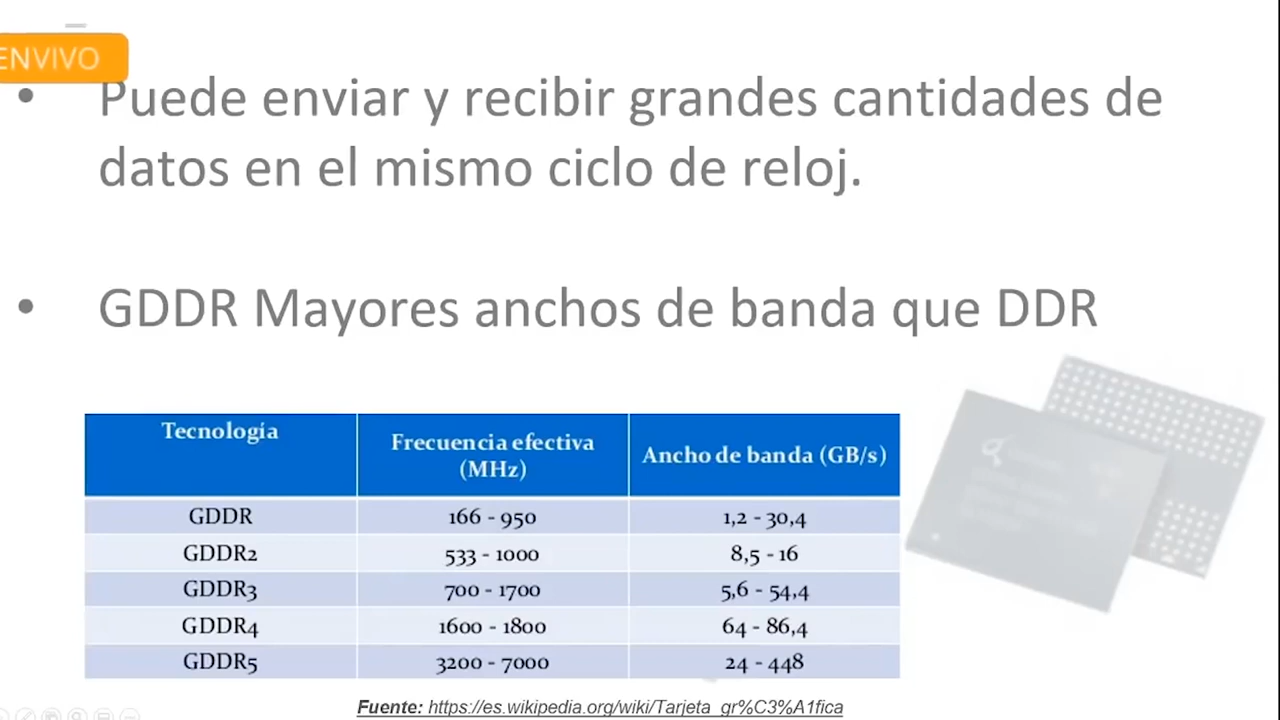 ENVIVO
• Puede enviar y recibir grandes cantidades de
datos en el mismo ciclo de reloj.
• GDDR Mayores anchos de banda que DDR
Tecnología Frecuencia efectiva (MHz) Ancho de banda (GB/s)
GDDR 166 - 950 1,2 - 30,4
GDDR2 533 - 1000 8,5 - 16
GDDR3 700 - 1700 5,6 - 54,4
GDDR4 1600 - 1800 64 - 86,4
GDDR5 3200 - 7000 24 - 448
Fuente: https://es.wikipedia.org/wiki/Tarjeta_gr%C3%A1fica